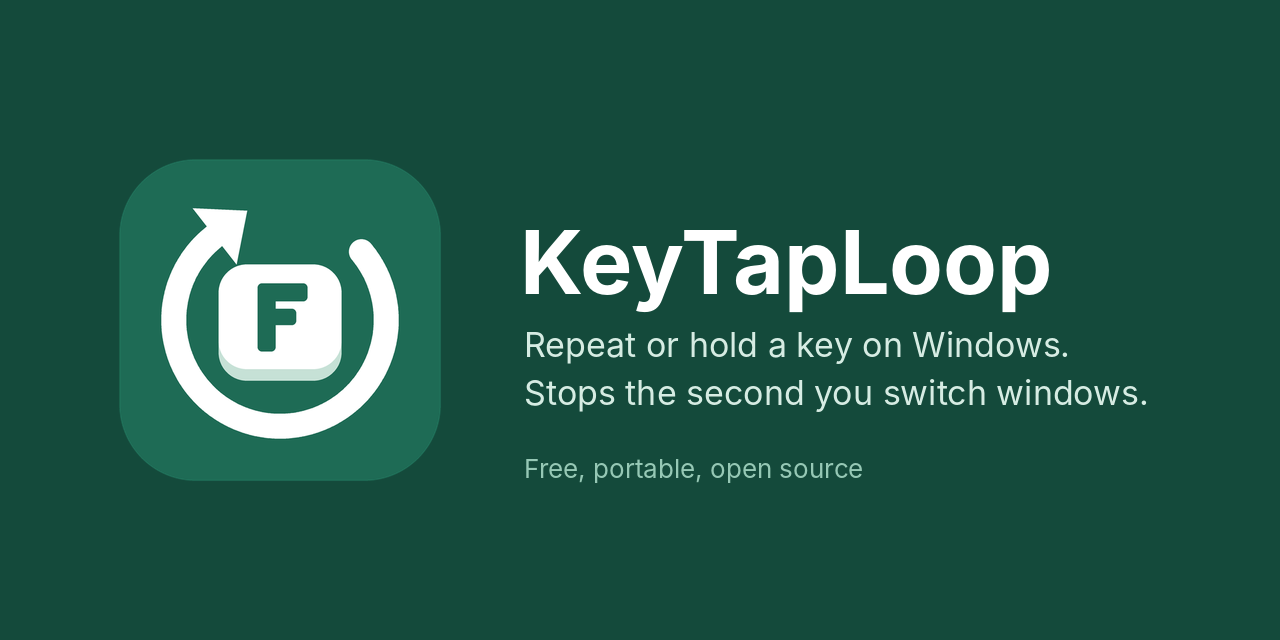 F
KeyTapLoop
Repeat or hold a key on Windows.
Stops the second you switch windows.
Free, portable, open source